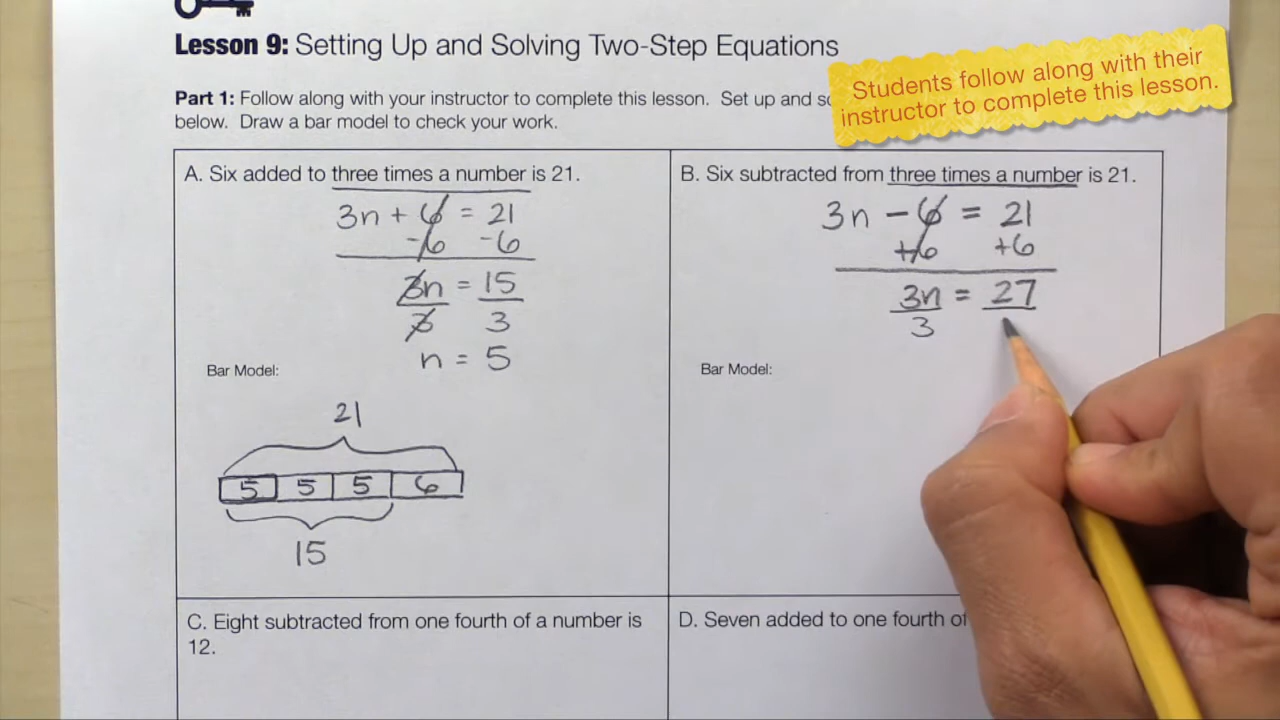 Lesson 9: Setting Up and Solving Two-Step Equations
Students follow along with their
instructor to complete this lesson.
Part 1: Follow along with your instructor to complete this lesson. Set up and
below. Draw a bar model to check your work.
A. Six added to three times a number is 21.
3n + 6 = 21
-6 -6
3n = 15
3 3
n = 5
Bar Model:
21
5 5 5 6
15
B. Six subtracted from three times a number is 21.
3n - 6 = 21
+6 +6
3n = 27
3
Bar Model:
C. Eight subtracted from one fourth of a number is
12.
D. Seven added to one fourth of